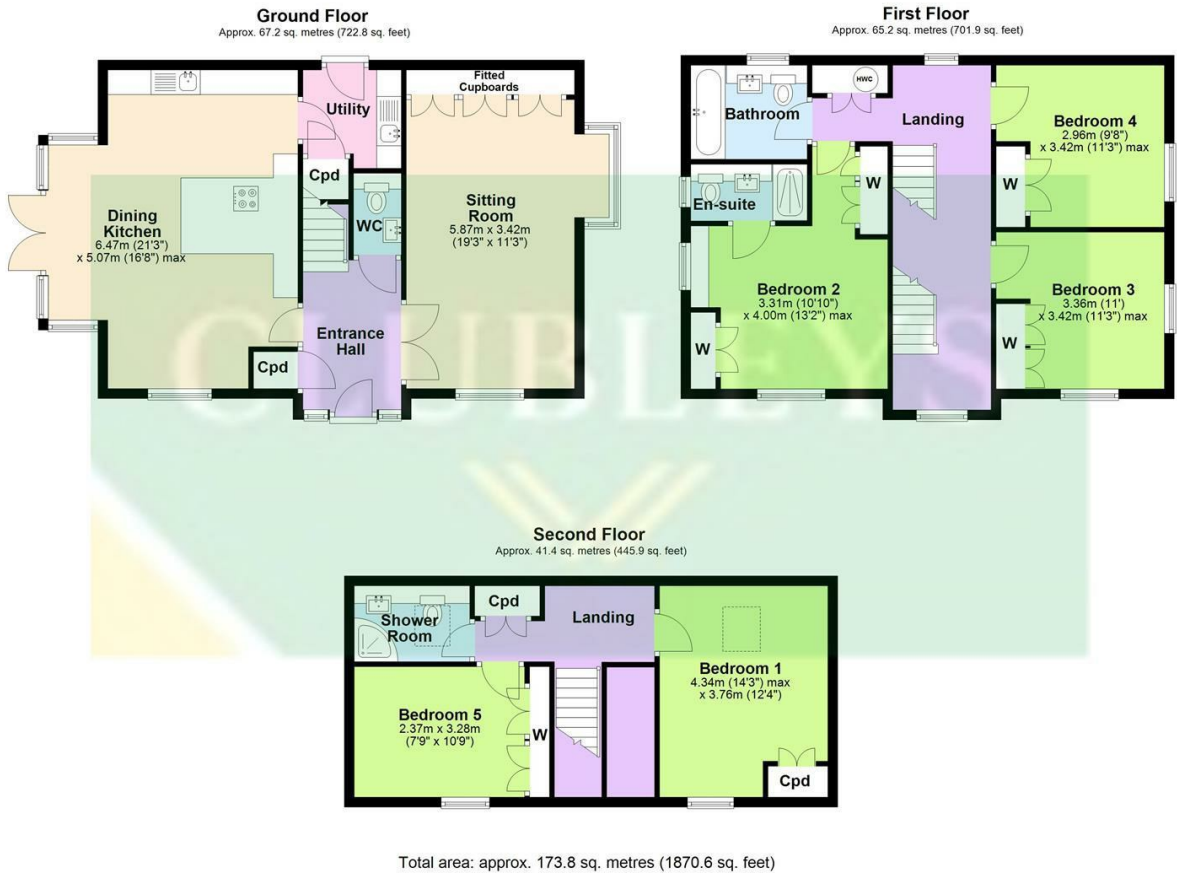 Ground Floor
Approx. 67.2 sq. metres (722.8 sq. feet)
Fitted
Cupboards
Utility
Cpd
WC
Dining
Kitchen
6.47m (21'3")
x 5.07m (16'8") max
Sitting
Room
5.87m x 3.42m
(19'3" x 11'3")
Entrance
Hall
Cpd
First Floor
Approx. 65.2 sq. metres (701.9 sq. feet)
HWC
Bathroom
Landing
Bedroom 4
2.96m (9'8")
x 3.42m (11'3") max
W
W
En-suite
Bedroom 2
3.31m (10'10")
x 4.00m (13'2") max
W
Bedroom 3
3.36m (11')
x 3.42m (11'3") max
W
CLUBLEYS
Second Floor
Approx. 41.4 sq. metres (445.9 sq. feet)
Shower
Room
Cpd
Landing
Bedroom 1
4.34m (14'3") max
x 3.76m (12'4")
Bedroom 5
2.37m x 3.28m
(7'9" x 10'9")
W
Cpd
Total area: approx. 173.8 sq. metres (1870.6 sq. feet)